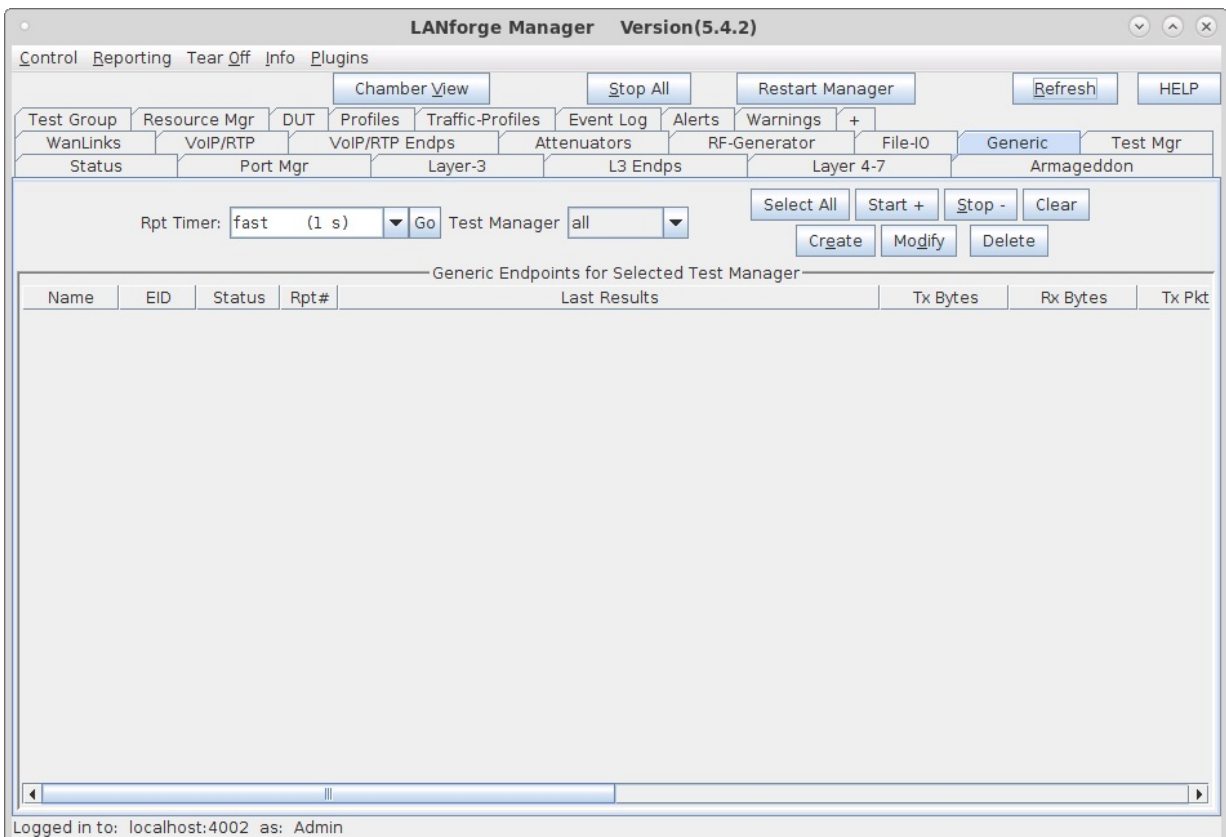 LANforge Manager Version(5.4.2)
Control Reporting Tear Off Info Plugins
Chamber View Stop All Restart Manager Refresh HELP
Test Group Resource Mgr DUT Profiles Traffic-Profiles Event Log Alerts Warnings +
WanLinks VoIP/RTP VoIP/RTP Endps Attenuators RF-Generator File-IO Generic Test Mgr
Status Port Mgr Layer-3 L3 Endps Layer 4-7 Armageddon
Rpt Timer: fast (1 s) Go Test Manager all Select All Start + Stop - Clear
Create Modify Delete
Generic Endpoints for Selected Test Manager
Name EID Status Rpt# Last Results Tx Bytes Rx Bytes Tx Pkt
Logged in to: localhost:4002 as: Admin